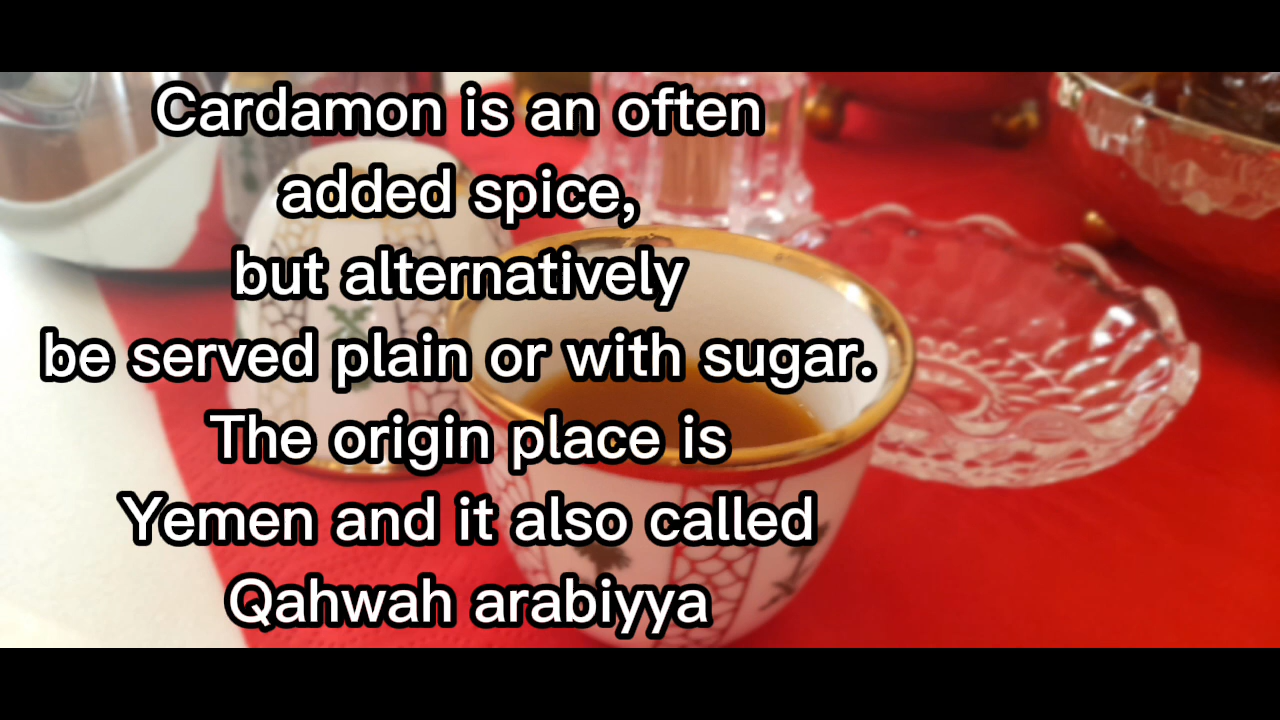 Cardamon is an often
added spice,
but alternatively
be served plain or with sugar.
The origin place is
Yemen and it also called
Qahwah arabiyya